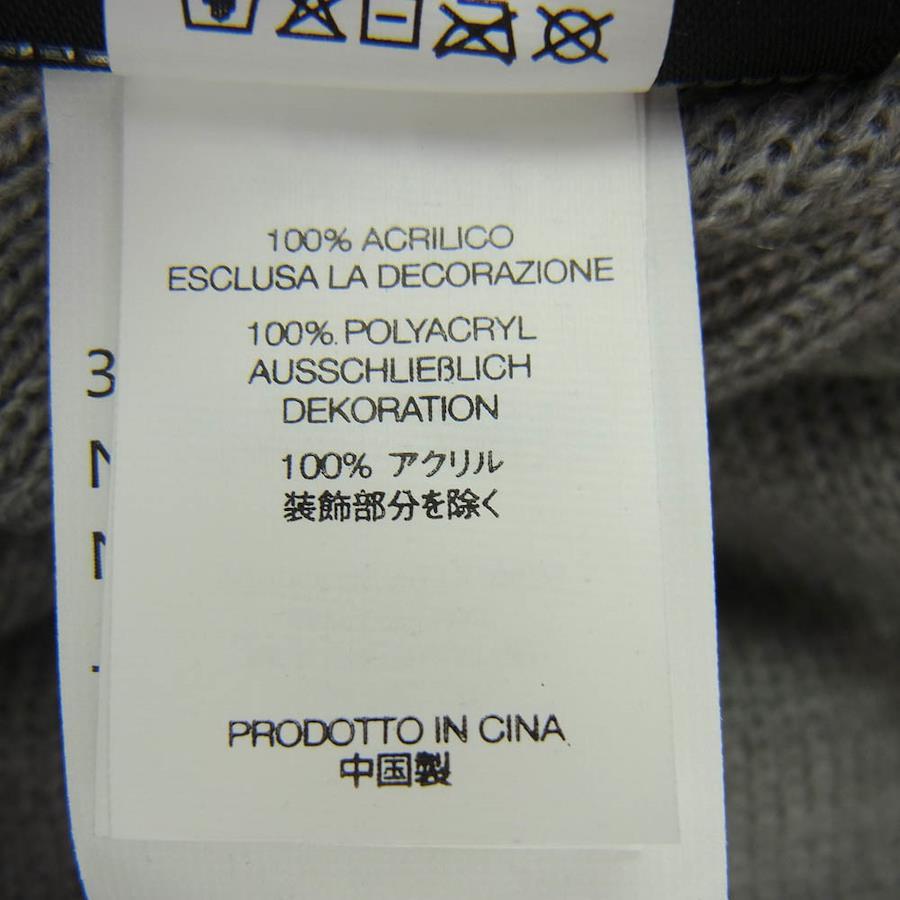 100% ACRILICO
ESCLUSA LA DECORAZIONE
100% POLYACRYL
AUSSCHLIEßLICH
DEKORATION
100% アクリル
装飾部分を除く
3
PRODOTTO IN CINA
中国製